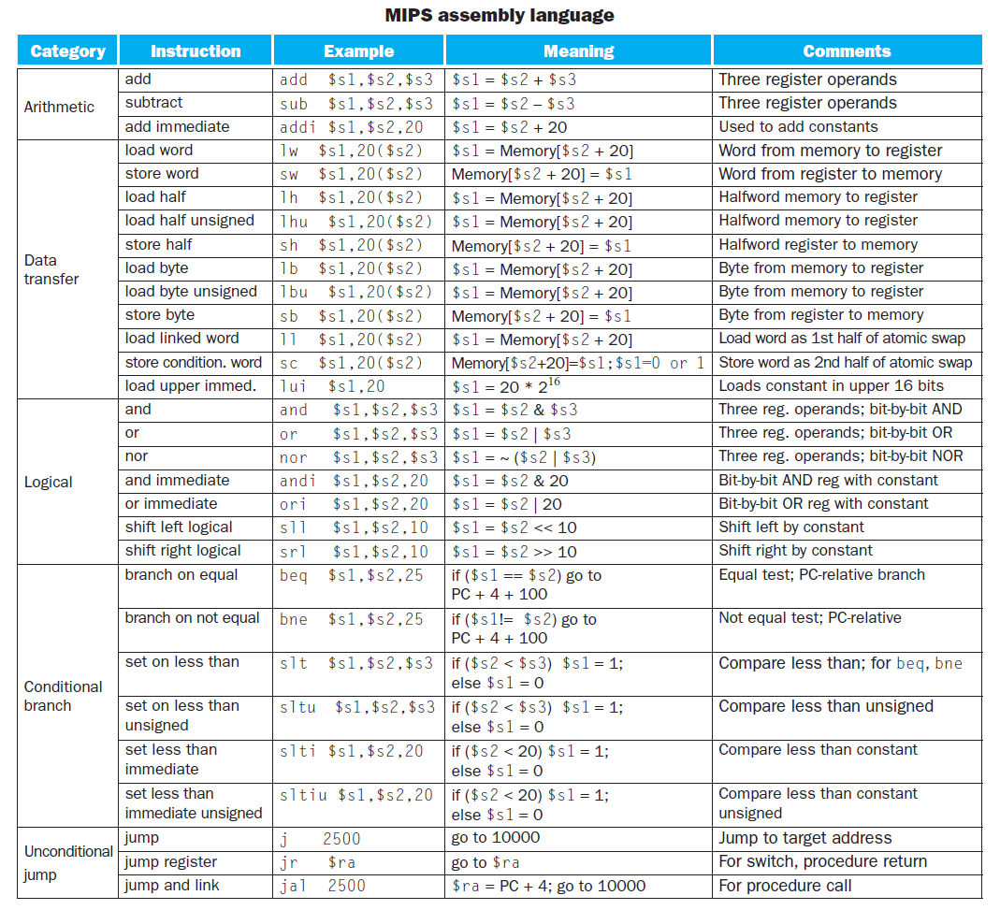 MIPS assembly language
Category Instruction Example Meaning Comments
Arithmetic
add add $s1,$s2,$s3 $s1 = $s2 + $s3 Three register operands
subtract sub $s1,$s2,$s3 $s1 = $s2 – $s3 Three register operands
add immediate addi $s1,$s2,20 $s1 = $s2 + 20 Used to add constants
Data
transfer
load word lw $s1,20($s2) $s1 = Memory[$s2 + 20] Word from memory to register
store word sw $s1,20($s2) Memory[$s2 + 20] = $s1 Word from register to memory
load half lh $s1,20($s2) $s1 = Memory[$s2 + 20] Halfword memory to register
load half unsigned lhu $s1,20($s2) $s1 = Memory[$s2 + 20] Halfword memory to register
store half sh $s1,20($s2) Memory[$s2 + 20] = $s1 Halfword register to memory
load byte lb $s1,20($s2) $s1 = Memory[$s2 + 20] Byte from memory to register
load byte unsigned lbu $s1,20($s2) $s1 = Memory[$s2 + 20] Byte from memory to register
store byte sb $s1,20($s2) Memory[$s2 + 20] = $s1 Byte from register to memory
load linked word ll $s1,20($s2) $s1 = Memory[$s2 + 20] Load word as 1st half of atomic swap
store condition. word sc $s1,20($s2) Memory[$s2+20]=$s1;$s1=0 or 1 Store word as 2nd half of atomic swap
load upper immed. lui $s1,20 $s1 = 20 * 2¹⁶ Loads constant in upper 16 bits
Logical
and and $s1,$s2,$s3 $s1 = $s2 & $s3 Three reg. operands; bit-by-bit AND
or or $s1,$s2,$s3 $s1 = $s2 | $s3 Three reg. operands; bit-by-bit OR
nor nor $s1,$s2,$s3 $s1 = ~ ($s2 | $s3) Three reg. operands; bit-by-bit NOR
and immediate andi $s1,$s2,20 $s1 = $s2 & 20 Bit-by-bit AND reg with constant
or immediate ori $s1,$s2,20 $s1 = $s2 | 20 Bit-by-bit OR reg with constant
shift left logical sll $s1,$s2,10 $s1 = $s2 << 10 Shift left by constant
shift right logical srl $s1,$s2,10 $s1 = $s2 >> 10 Shift right by constant
Conditional
branch
branch on equal beq $s1,$s2,25 if ($s1 == $s2) go to Equal test; PC-relative branch
PC + 4 + 100
branch on not equal bne $s1,$s2,25 if ($s1!= $s2) go to Not equal test; PC-relative
PC + 4 + 100
set on less than slt $s1,$s2,$s3 if ($s2 < $s3) $s1 = 1; Compare less than; for beq, bne
else $s1 = 0
set on less than sltu $s1,$s2,$s3 if ($s2 < $s3) $s1 = 1; Compare less than unsigned
unsigned else $s1 = 0
set less than slti $s1,$s2,20 if ($s2 < 20) $s1 = 1; Compare less than constant
immediate else $s1 = 0
set less than sltiu $s1,$s2,20 if ($s2 < 20) $s1 = 1; Compare less than constant
immediate unsigned else $s1 = 0 unsigned
Unconditional
jump
jump j 2500 go to 10000 Jump to target address
jump register jr $ra go to $ra For switch, procedure return
jump and link jal 2500 $ra = PC + 4; go to 10000 For procedure call